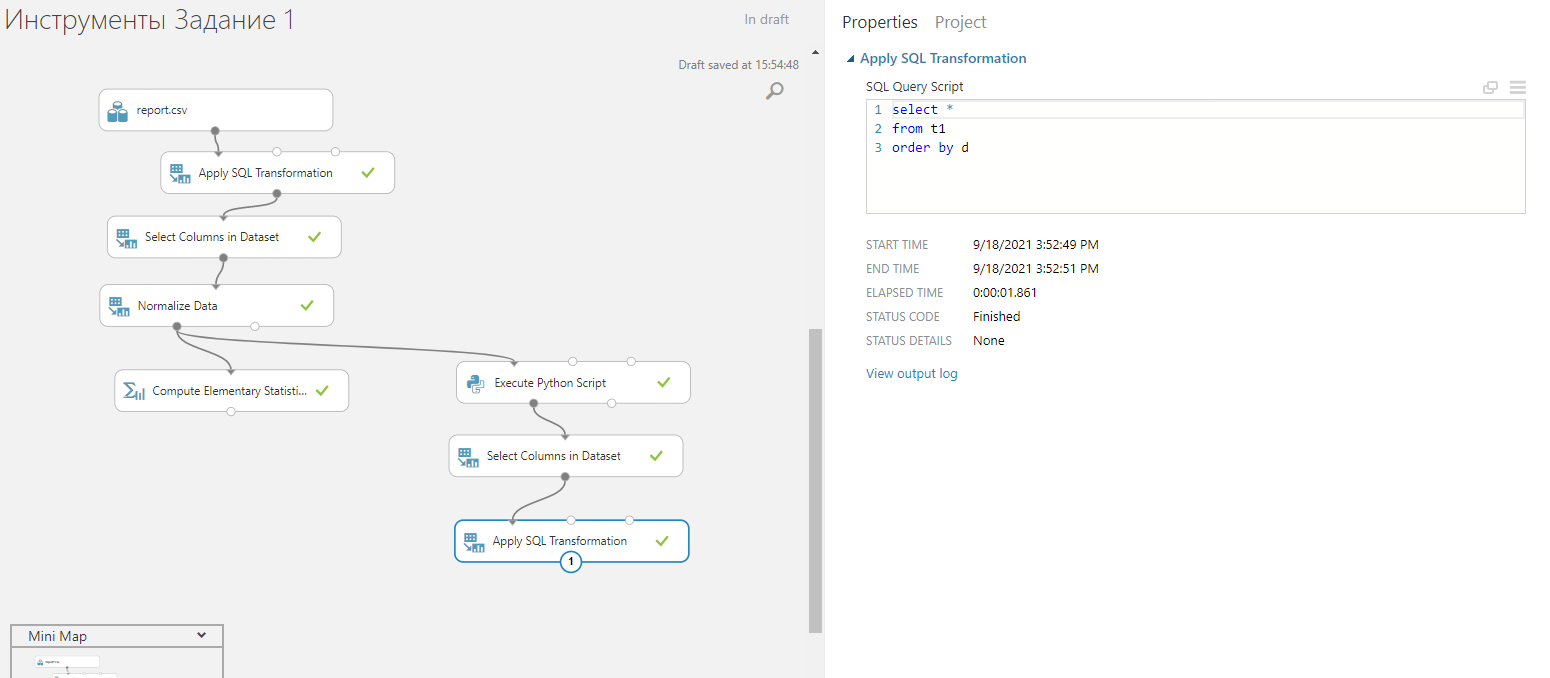 Инструменты Задание 1
In draft
Draft saved at 15:54:48
report.csv
Apply SQL Transformation
Select Columns in Dataset
Normalize Data
Compute Elementary Statisti...
Execute Python Script
Select Columns in Dataset
Apply SQL Transformation
1
Mini Map
Properties Project
Apply SQL Transformation
SQL Query Script
1 select *
2 from t1
3 order by d
START TIME 9/18/2021 3:52:49 PM
END TIME 9/18/2021 3:52:51 PM
ELAPSED TIME 0:00:01.861
STATUS CODE Finished
STATUS DETAILS None
View output log